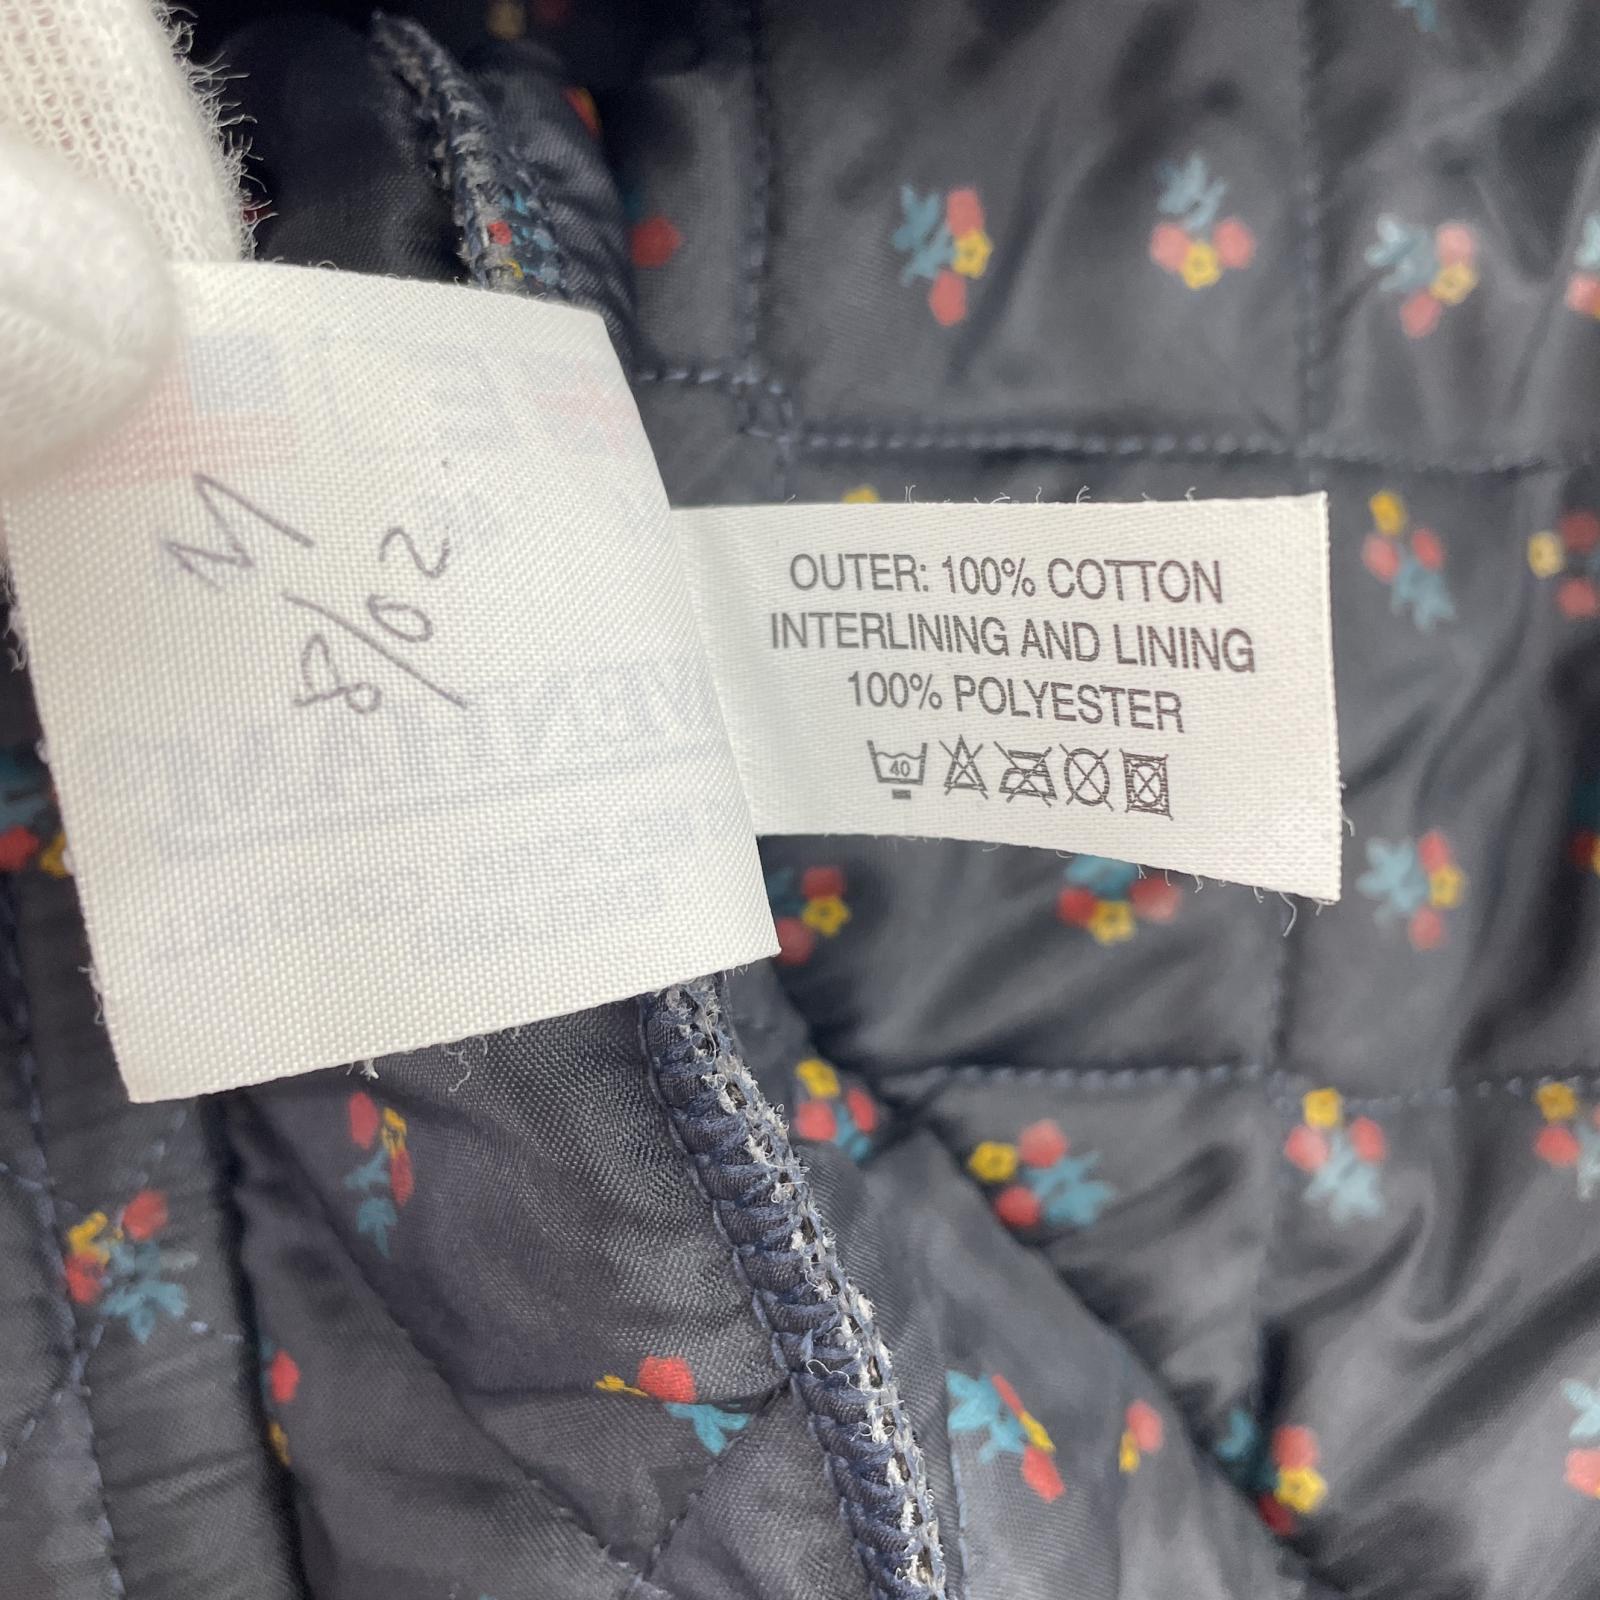 M
8/02
OUTER: 100% COTTON
INTERLINING AND LINING
100% POLYESTER
40